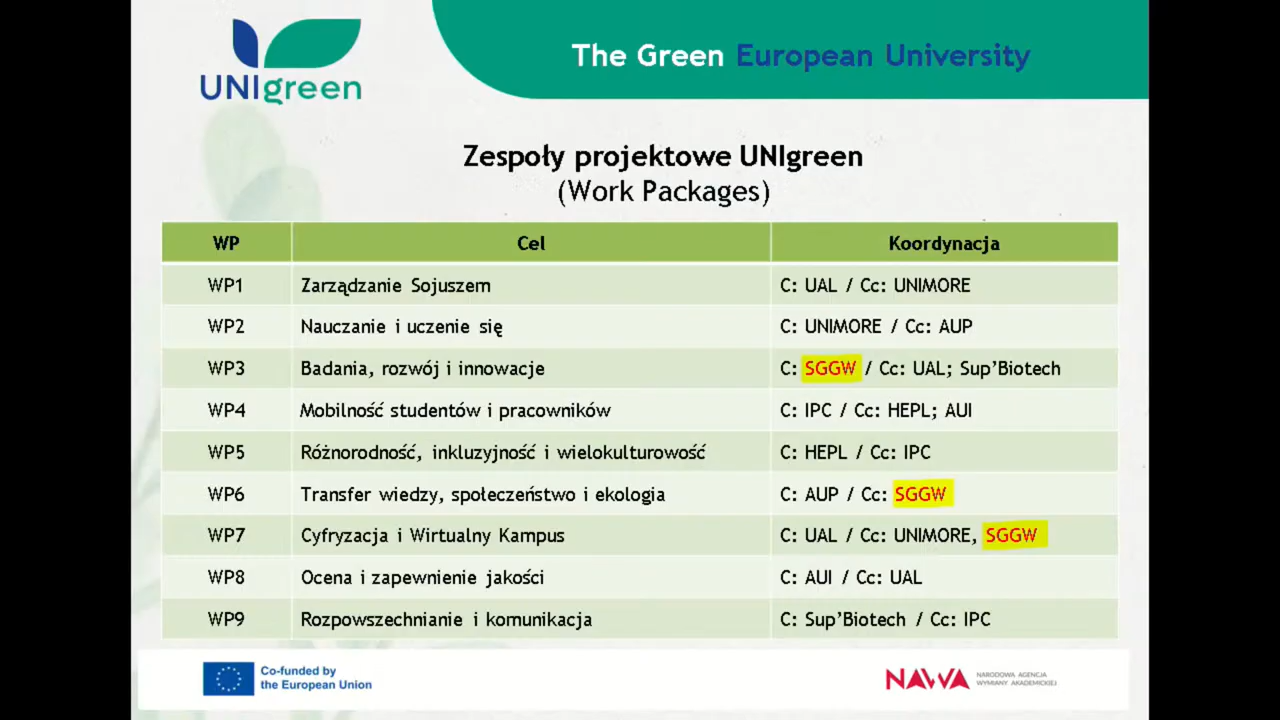 UNIgreen
The Green European University
Zespoły projektowe UNIgreen
(Work Packages)
WP Cel Koordynacja
WP1 Zarządzanie Sojuszem C: UAL / Cc: UNIMORE
WP2 Nauczanie i uczenie się C: UNIMORE / Cc: AUP
WP3 Badania, rozwój i innowacje C: SGGW / Cc: UAL; Sup’Biotech
WP4 Mobilność studentów i pracowników C: IPC / Cc: HEPL; AUI
WP5 Różnorodność, inkluzyjność i wielokulturowość C: HEPL / Cc: IPC
WP6 Transfer wiedzy, społeczeństwo i ekologia C: AUP / Cc: SGGW
WP7 Cyfryzacja i Wirtualny Kampus C: UAL / Cc: UNIMORE, SGGW
WP8 Ocena i zapewnienie jakości C: AUI / Cc: UAL
WP9 Rozpowszechnianie i komunikacja C: Sup’Biotech / Cc: IPC
Co-funded by
the European Union
NAWA
NARODOWA AGENCJA
WYMIANY AKADEMICKIEJ